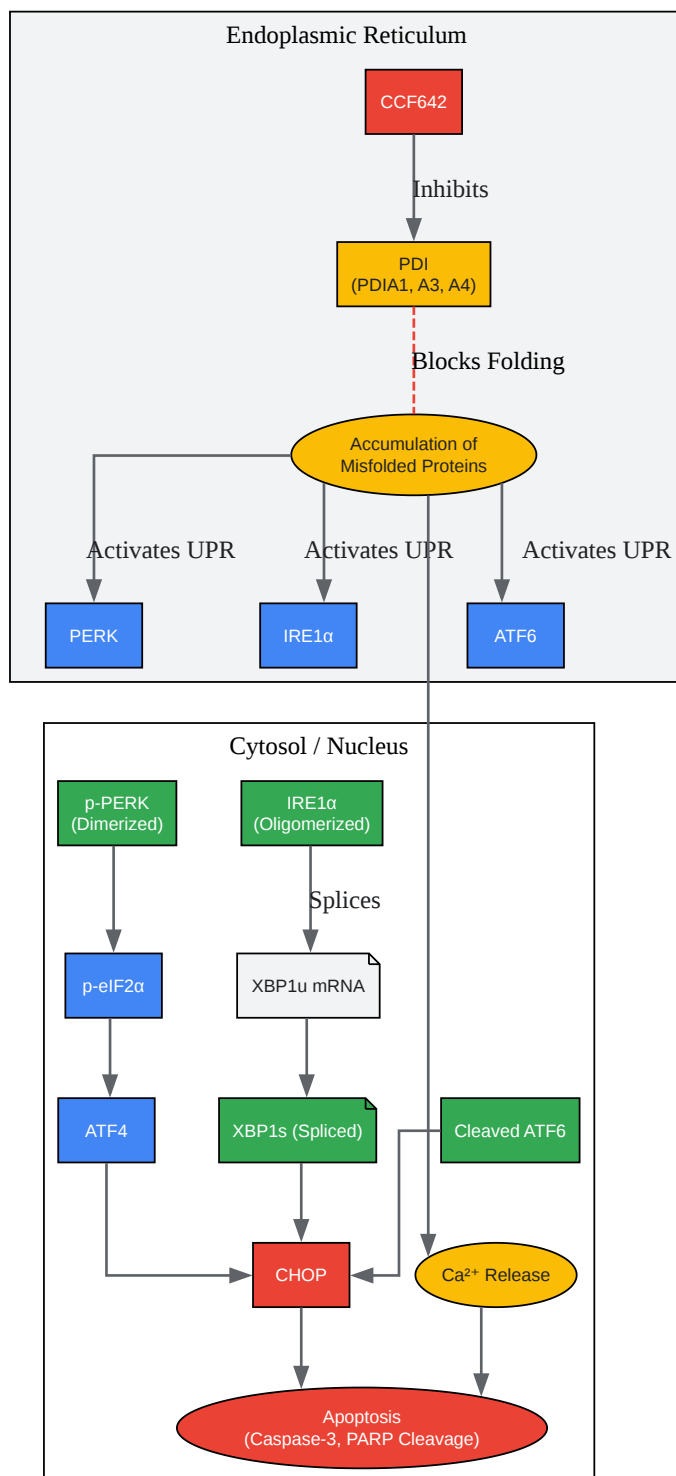 Endoplasmic Reticulum
CCF642
Inhibits
PDI
(PDIA1, A3, A4)
Blocks Folding
Accumulation of
Misfolded Proteins
Activates UPR
Activates UPR
Activates UPR
PERK
IRE1α
ATF6
Cytosol / Nucleus
p-PERK
(Dimerized)
IRE1α
(Oligomerized)
Splices
p-eIF2α
XBP1u mRNA
ATF4
XBP1s (Spliced)
Cleaved ATF6
CHOP
Ca²⁺ Release
Apoptosis
(Caspase-3, PARP Cleavage)